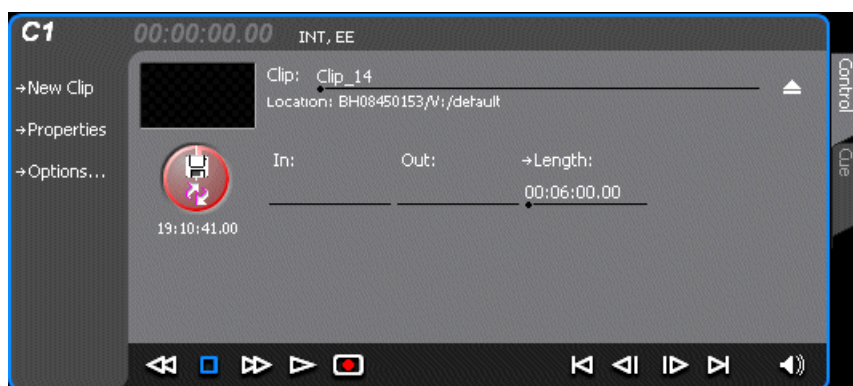 C1 00:00:00.00 INT, EE
→New Clip
→Properties
→Options...
Clip: Clip_14
Location: BH08450153/V:/default
In: Out: →Length:
00:06:00.00
19:10:41.00
Control
Cue